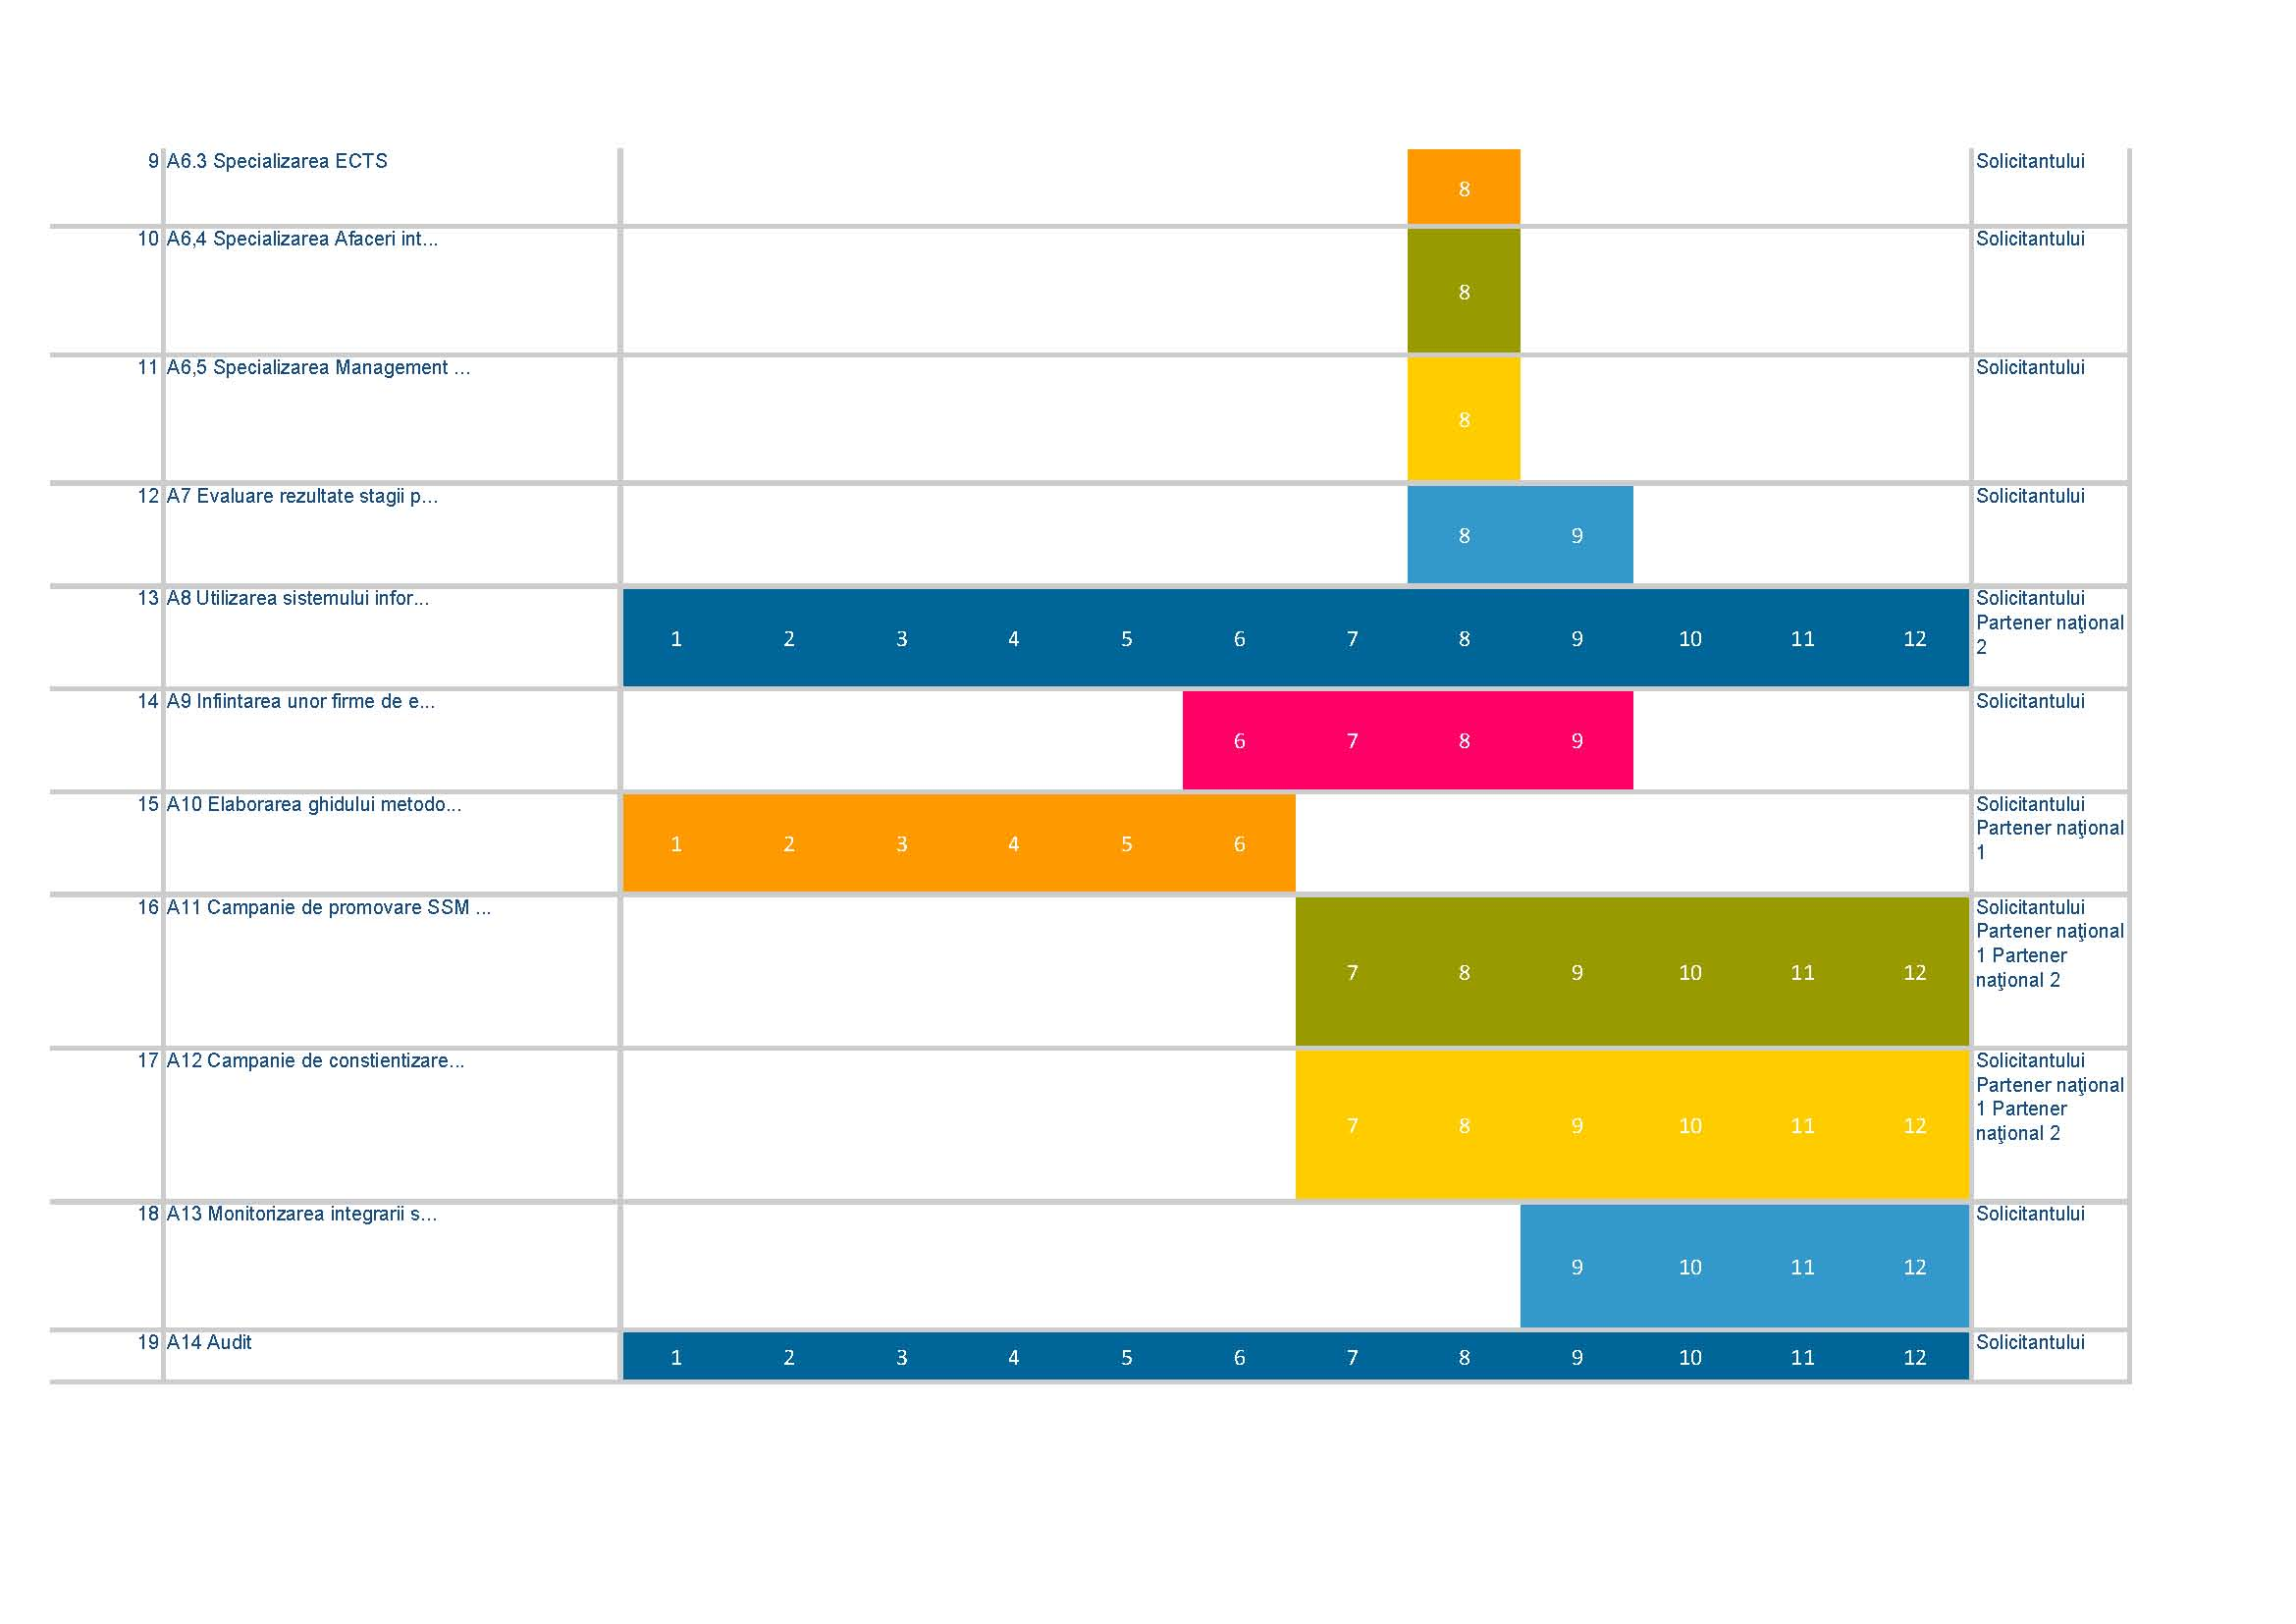 9 A6.3 Specializarea ECTS 8 Solicitantului
10 A6,4 Specializarea Afaceri int... 8 Solicitantului
11 A6,5 Specializarea Management ... 8 Solicitantului
12 A7 Evaluare rezultate stagii p... 8 9 Solicitantului
13 A8 Utilizarea sistemului infor... 1 2 3 4 5 6 7 8 9 10 11 12 Solicitantului
Partener naţional
2
14 A9 Infiintarea unor firme de e... 6 7 8 9 Solicitantului
15 A10 Elaborarea ghidului metodo... 1 2 3 4 5 6 Solicitantului
Partener naţional
1
16 A11 Campanie de promovare SSM ... 7 8 9 10 11 12 Solicitantului
Partener naţional
1 Partener
naţional 2
17 A12 Campanie de constientizare... 7 8 9 10 11 12 Solicitantului
Partener naţional
1 Partener
naţional 2
18 A13 Monitorizarea integrarii s... 9 10 11 12 Solicitantului
19 A14 Audit 1 2 3 4 5 6 7 8 9 10 11 12 Solicitantului